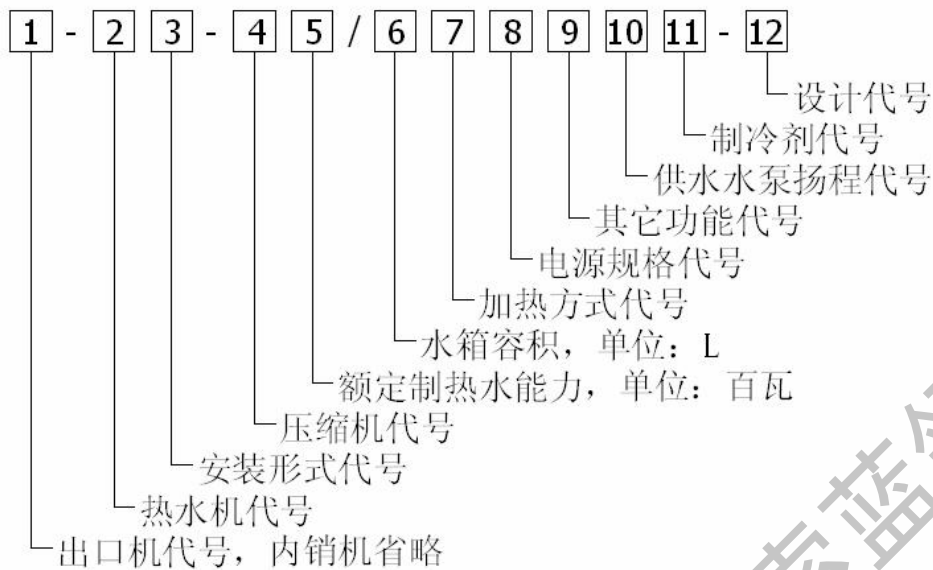 1 - 2 3 - 4 5 / 6 7 8 9 10 11 - 12
设计代号
制冷剂代号
供水水泵扬程代号
其它功能代号
电源规格代号
加热方式代号
水箱容积，单位：L
额定制热水能力，单位：百瓦
压缩机代号
安装形式代号
热水机代号
出口机代号，内销机省略